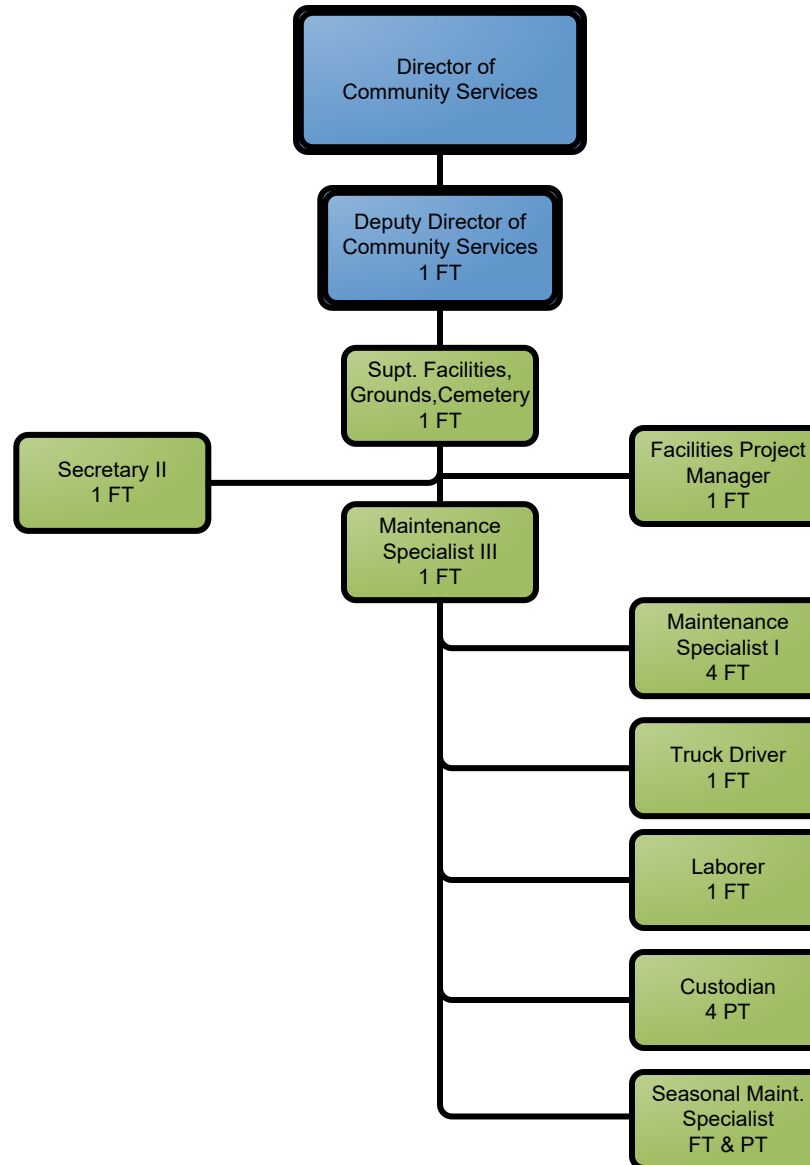 Director of
Community Services
Deputy Director of
Community Services
1 FT
Supt. Facilities,
Grounds,Cemetery
1 FT
Secretary II
1 FT
Facilities Project
Manager
1 FT
Maintenance
Specialist III
1 FT
Maintenance
Specialist I
4 FT
Truck Driver
1 FT
Laborer
1 FT
Custodian
4 PT
Seasonal Maint.
Specialist
FT & PT